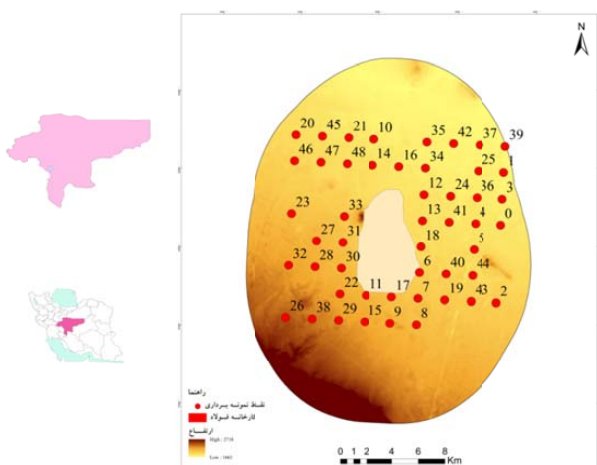 N
20 45 21 10 35 42 37 39
46 47 48 14 16 34 25 1
12 24 36 3
23 33 13 41 4 0
27 31 18 5
32 28 30 6 40 44
22 11 17 7 19 43 2
26 38 29 15 9 8
راهنما
نقاط نمونه برداری
کارخانه فولاد
ارتفاع
High : 2718
0 1 2 4 6 8
Km